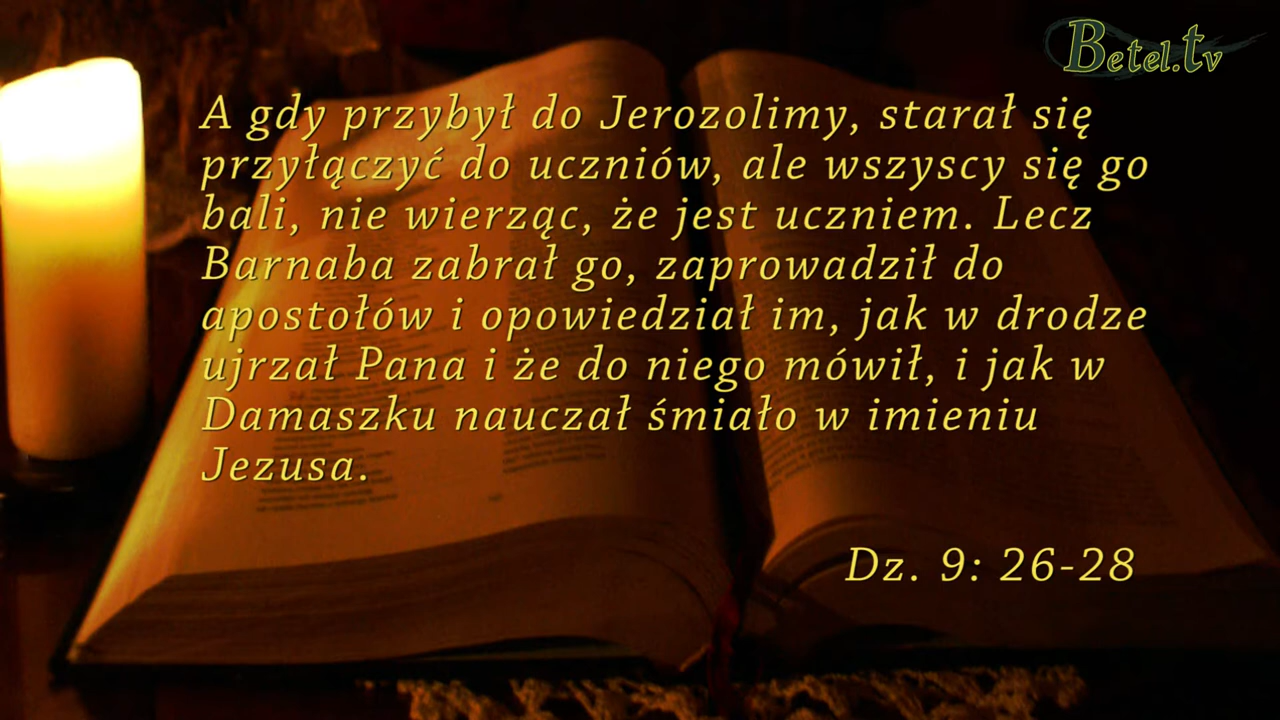 Betel.tv
A gdy przybył do Jerozolimy, starał się
przyłączyć do uczniów, ale wszyscy się go
bali, nie wierząc, że jest uczniem. Lecz
Barnaba zabrał go, zaprowadził do
apostołów i opowiedział im, jak w drodze
ujrzał Pana i że do niego mówił, i jak w
Damaszku nauczał śmiało w imieniu
Jezusa.
Dz. 9: 26-28